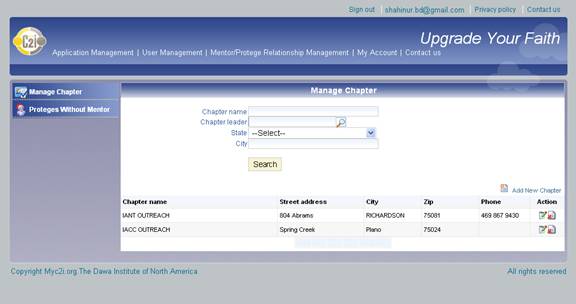 Sign out shahinur.bd@gmail.com Privacy policy Contact us
C2i
Upgrade Your Faith
Application Management | User Management | Mentor/Protege Relationship Management | My Account | Contact us
Manage Chapter
Proteges Without Mentor
Manage Chapter
Chapter name
Chapter leader
State --Select--
City
Search
Add New Chapter
Chapter name Street address City Zip Phone Action
IANT OUTREACH 804 Abrams RICHARDSON 75081 469 867 9430
IACC OUTREACH Spring Creek Plano 75024
Copyright Myc2i.org.The Dawa Institute of North America. All rights reserved